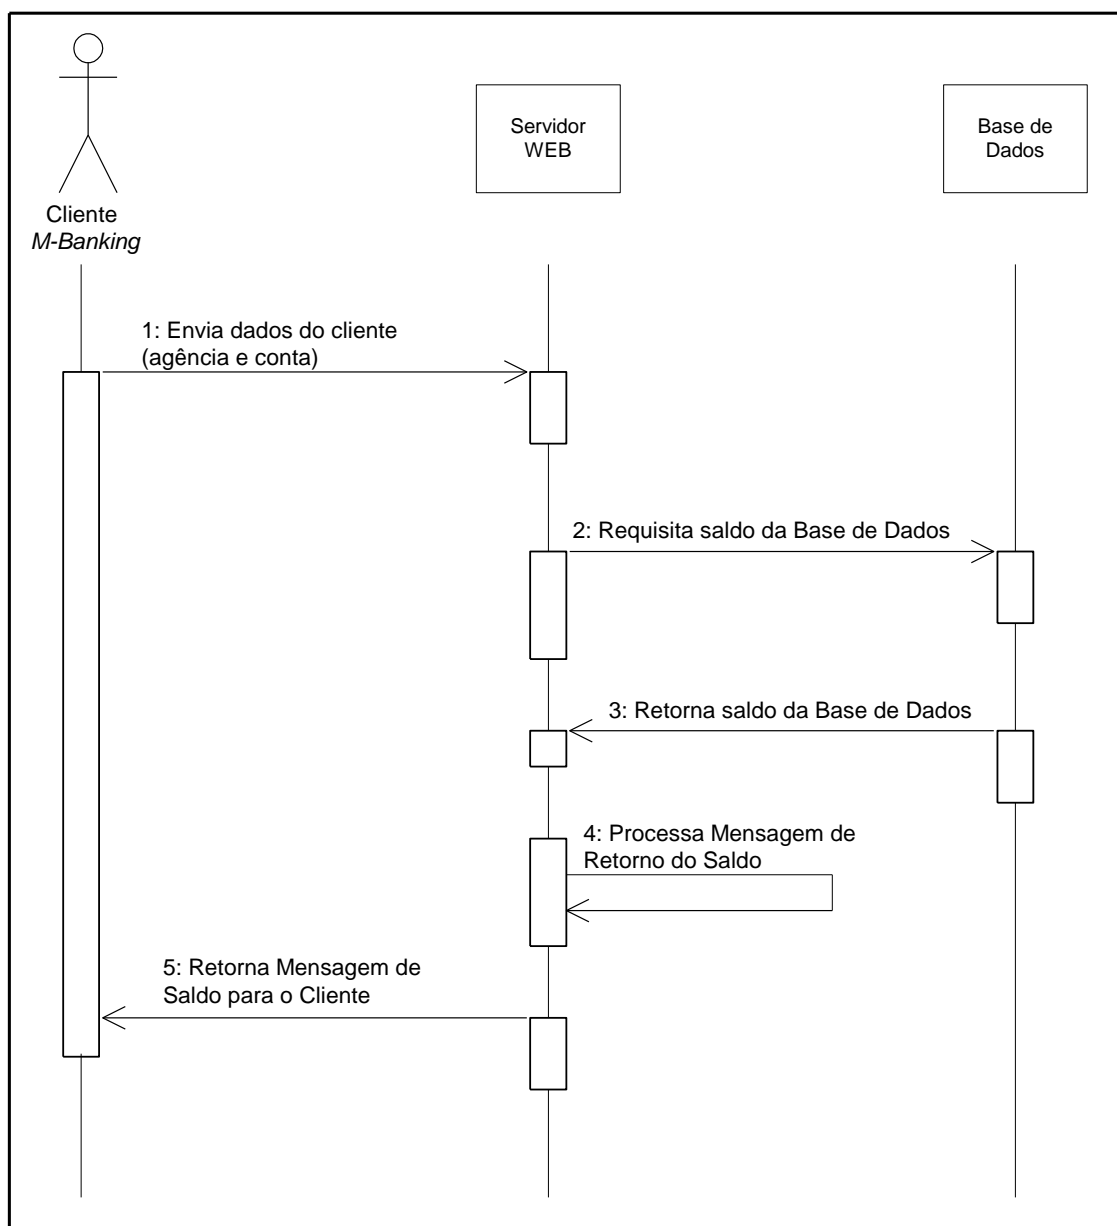 Servidor
WEB
Base de
Dados
Cliente
M-Banking
1: Envia dados do cliente
(agência e conta)
2: Requisita saldo da Base de Dados
3: Retorna saldo da Base de Dados
4: Processa Mensagem de
Retorno do Saldo
5: Retorna Mensagem de
Saldo para o Cliente